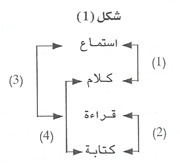 شكل (1)
استماع
(1)
كلام
(3)
قراءة
(4)
(2)
كتابة